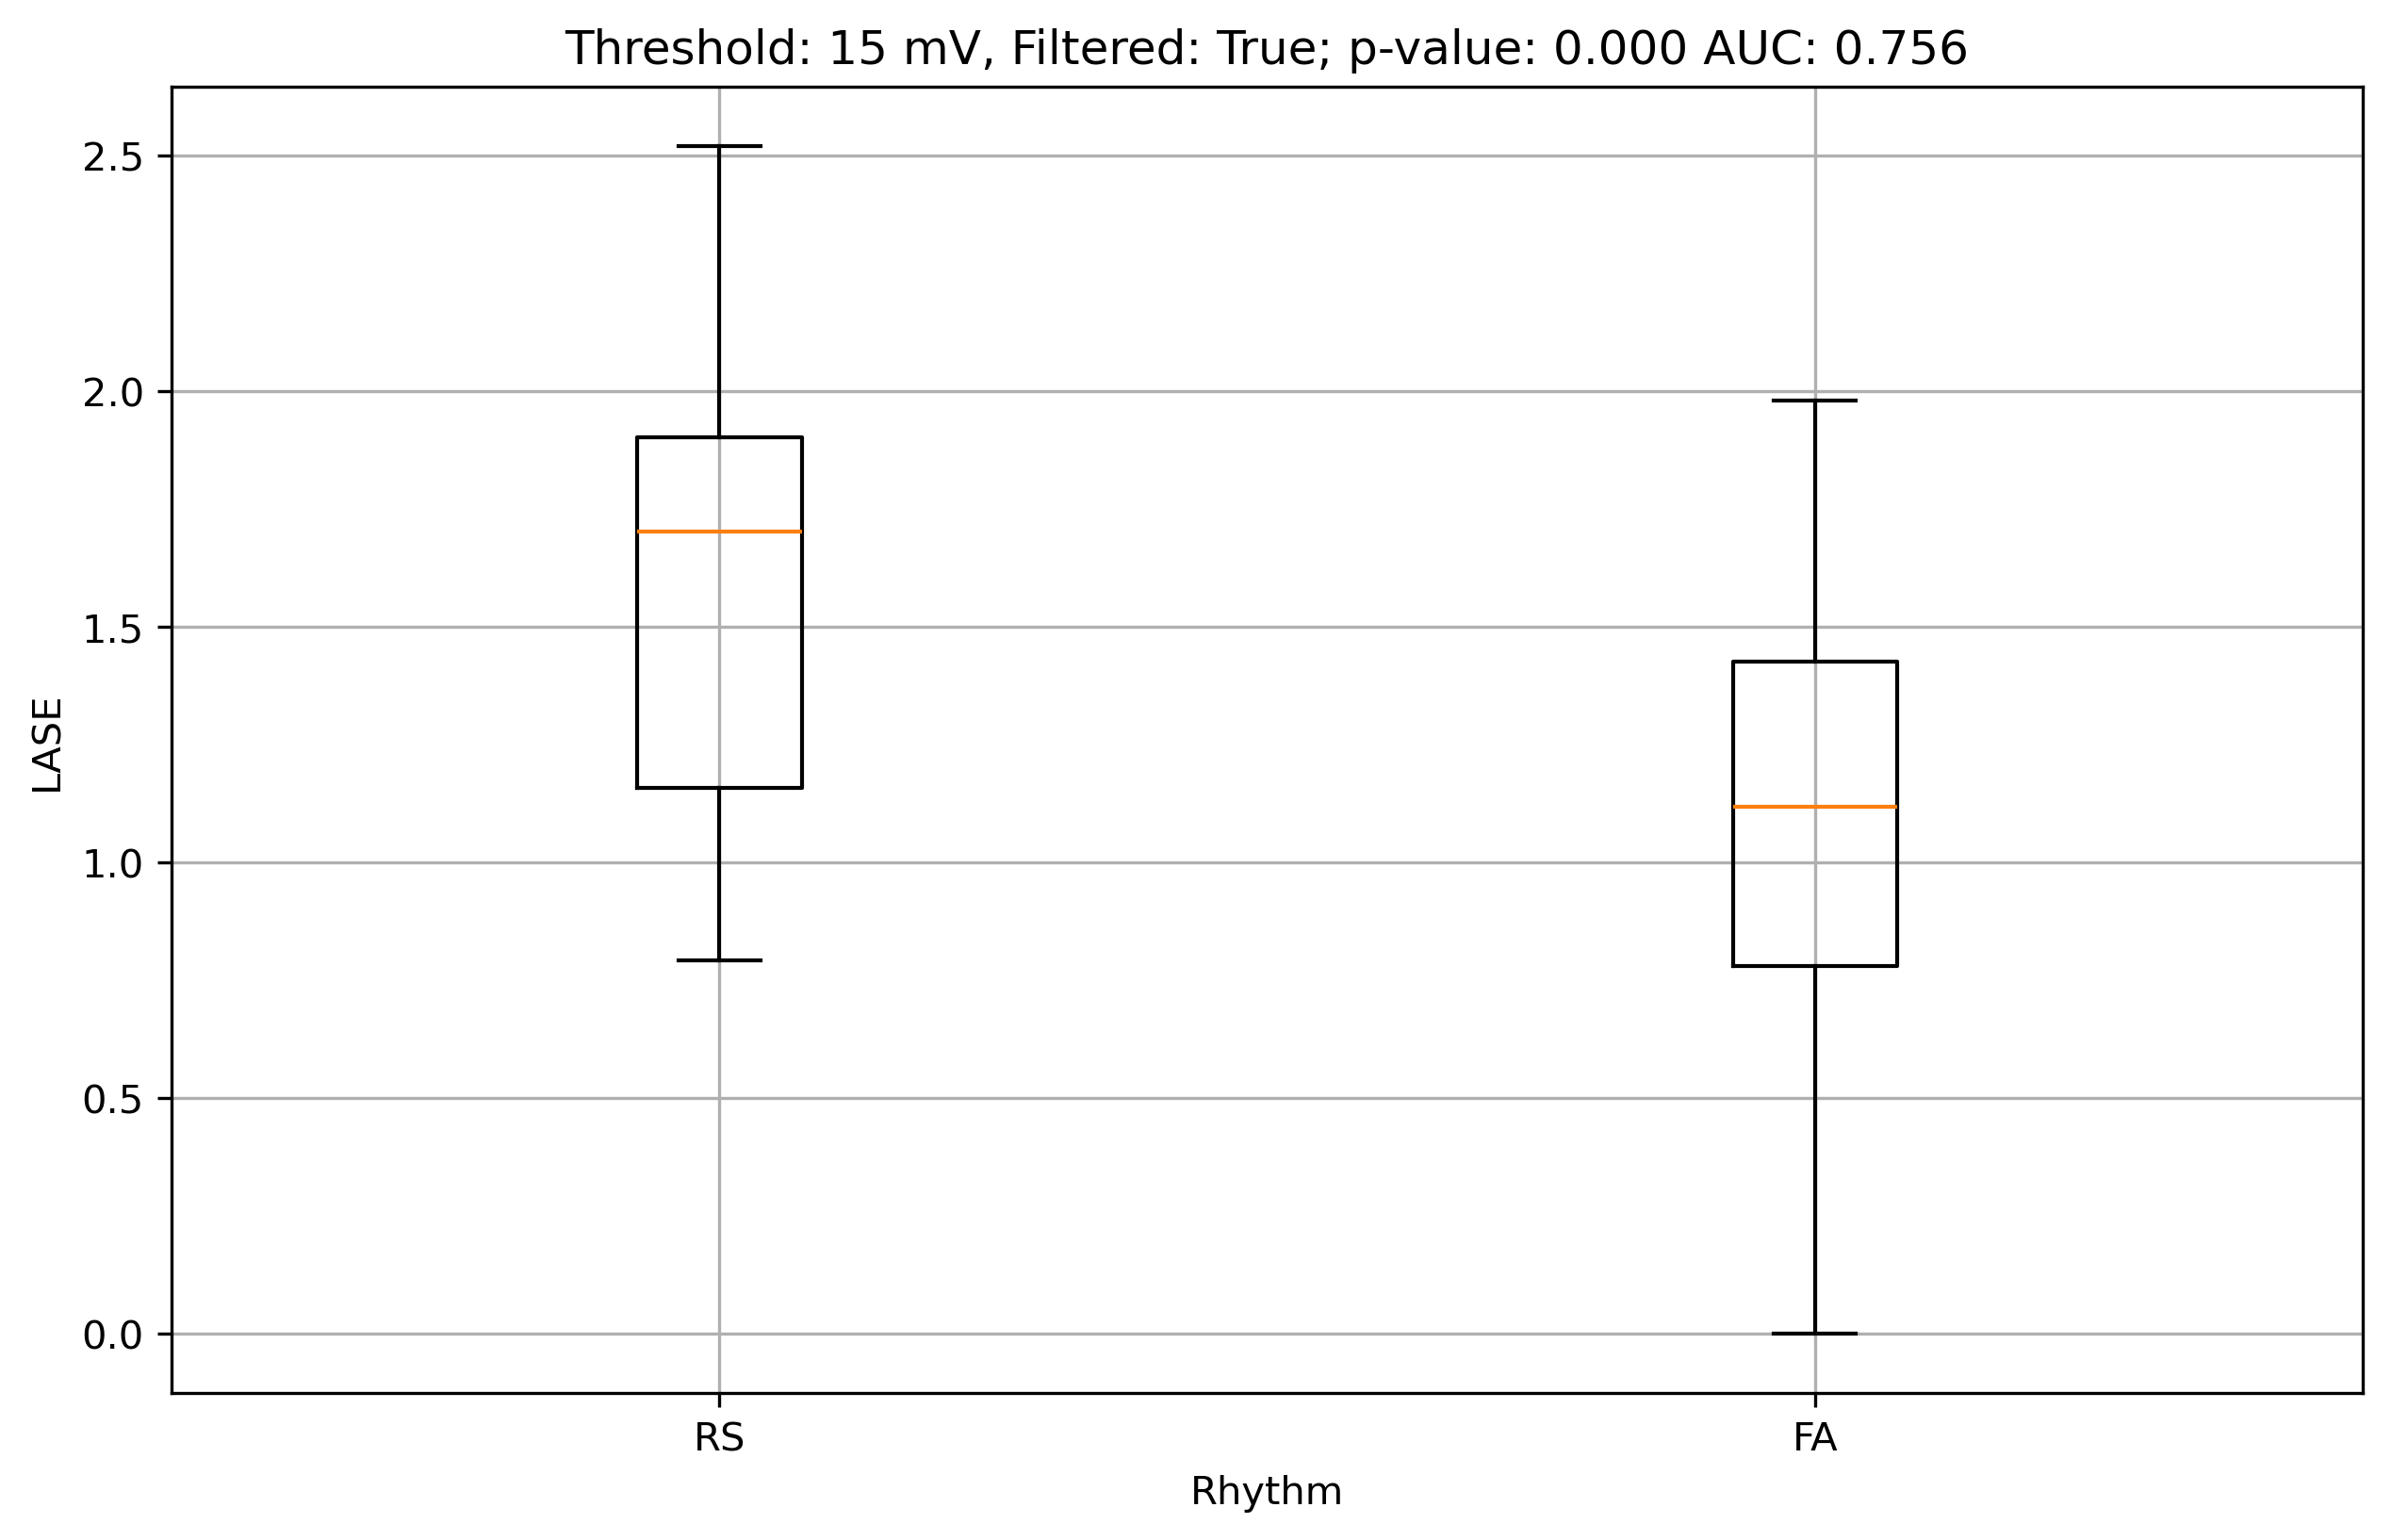 Threshold: 15 mV, Filtered: True; p-value: 0.000 AUC: 0.756
2.5
2.0
1.5
1.0
0.5
0.0
LASE
RS
FA
Rhythm